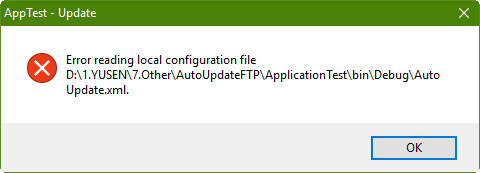 AppTest - Update
Error reading local configuration file
D:\1.YUSEN\7.Other\AutoUpdateFTP\ApplicationTest\bin\Debug\Auto
Update.xml.
OK